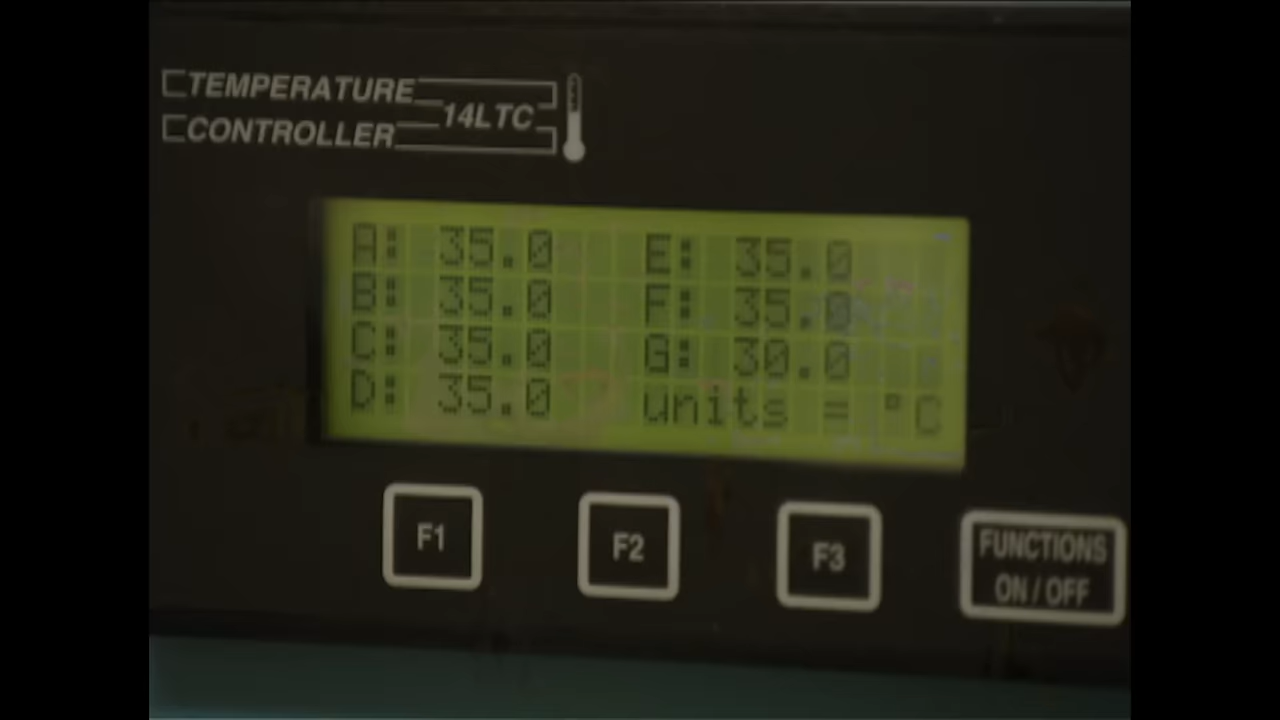 TEMPERATURE
14LTC
CONTROLLER
A: 35.0 E: 35.0
B: 35.0 F: 35.0
C: 35.0 G: 30.0
D: 35.0 units = °C
F1 F2 F3 FUNCTIONS
ON/OFF